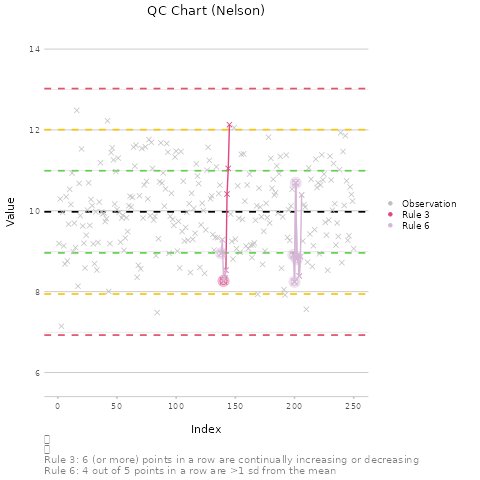 QC Chart (Nelson)
14
12
10
8
6
Value
0
50
100
150
200
250
Index
Observation
Rule 3
Rule 6
Rule 3: 6 (or more) points in a row are continually increasing or decreasing
Rule 6: 4 out of 5 points in a row are >1 sd from the mean